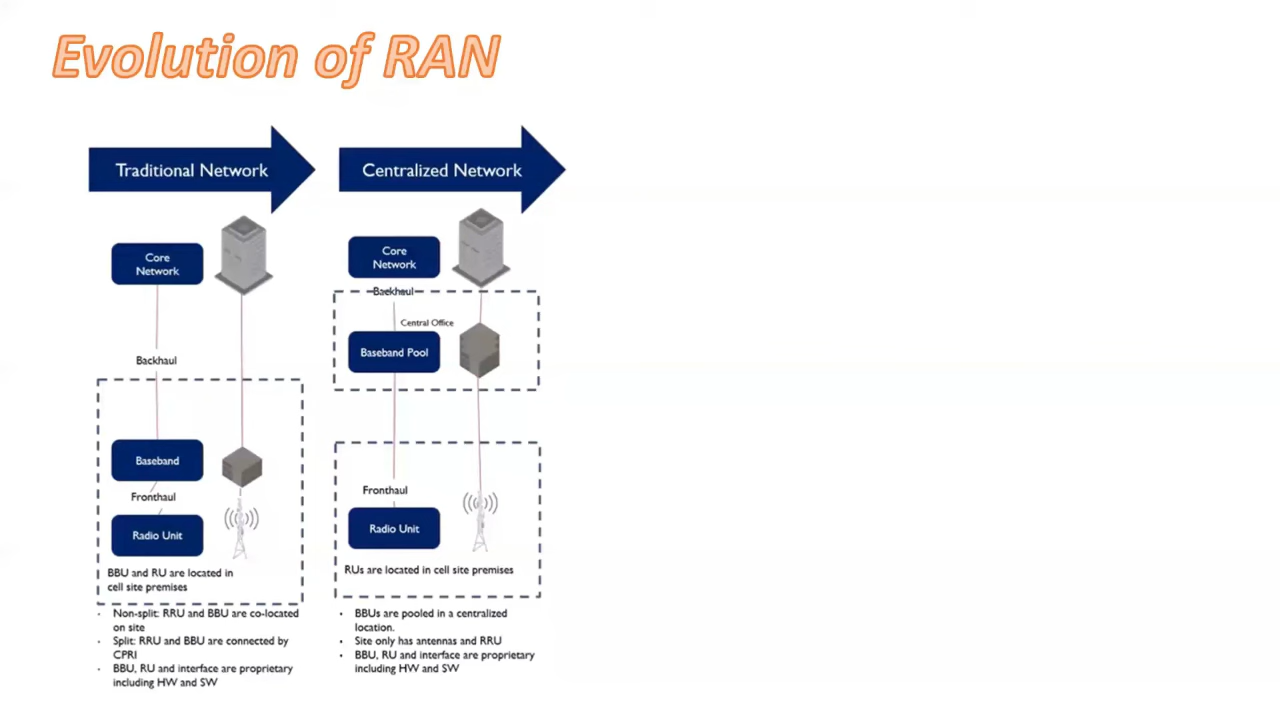 Evolution of RAN
Traditional Network
Core
Network
Backhaul
Baseband
Fronthaul
Radio Unit
BBU and RU are located in
cell site premises
· Non-split: RRU and BBU are co-located
on site
· Split: RRU and BBU are connected by
CPRI
· BBU, RU and interface are proprietary
including HW and SW
Centralized Network
Core
Network
Backhaul
Central Office
Baseband Pool
Fronthaul
Radio Unit
RUs are located in cell site premises
• BBUs are pooled in a centralized
location.
• Site only has antennas and RRU
• BBU, RU and interface are proprietary
including HW and SW